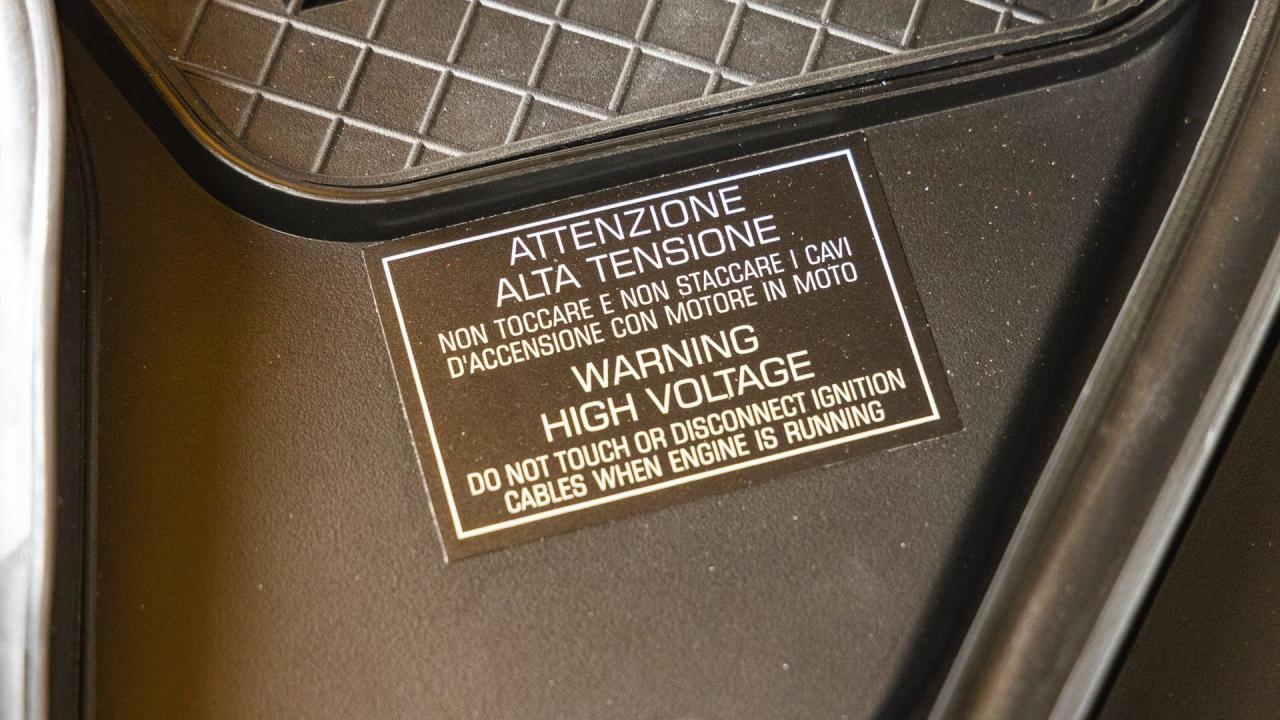 ATTENZIONE
ALTA TENSIONE
NON TOCCARE E NON STACCARE I CAVI
D'ACCENSIONE CON MOTORE IN MOTO
WARNING
HIGH VOLTAGE
DO NOT TOUCH OR DISCONNECT IGNITION
CABLES WHEN ENGINE IS RUNNING